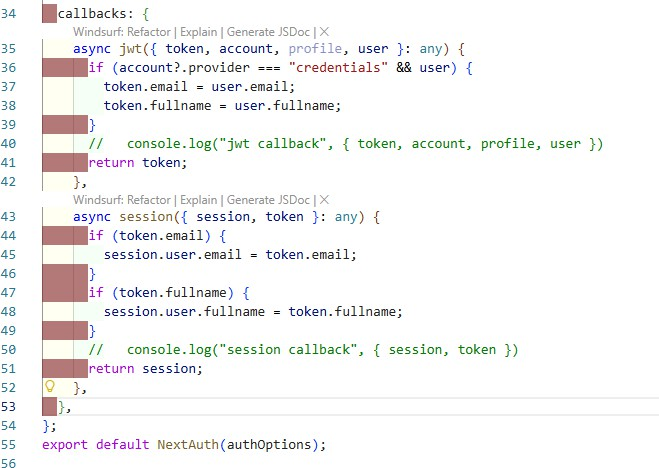 34 callbacks: {
Windsurf: Refactor | Explain | Generate JSDoc | X
35 async jwt({ token, account, profile, user }: any) {
36 if (account?.provider === "credentials" && user) {
37 token.email = user.email;
38 token.fullname = user.fullname;
39 }
40 //   console.log("jwt callback", { token, account, profile, user })
41 return token;
42 },
Windsurf: Refactor | Explain | Generate JSDoc | X
43 async session({ session, token }: any) {
44 if (token.email) {
45 session.user.email = token.email;
46 }
47 if (token.fullname) {
48 session.user.fullname = token.fullname;
49 }
50 //   console.log("session callback", { session, token })
51 return session;
52 },
53 },
54 };
55 export default NextAuth(authOptions);
56